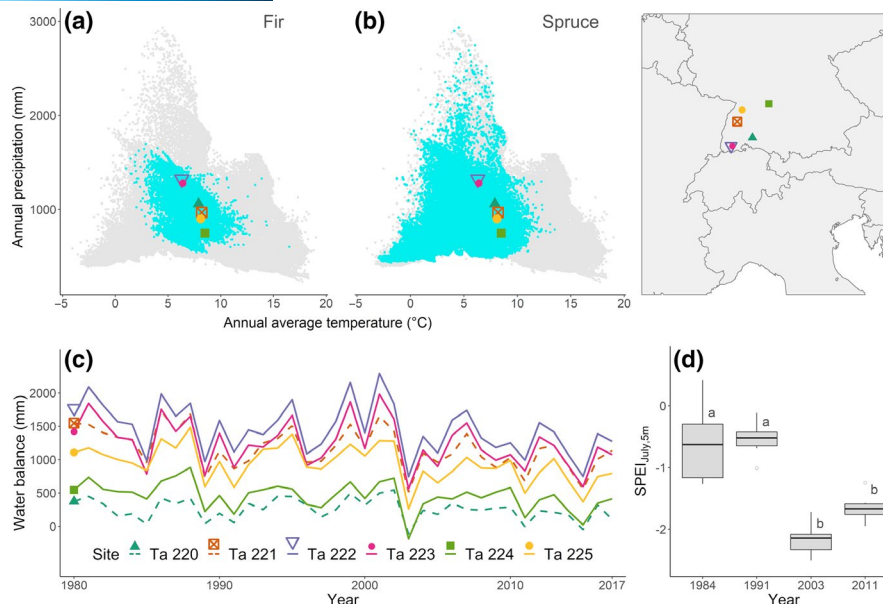 (a) Fir
(b) Spruce
3000
2000
1000
Annual precipitation (mm)
−5 0 5 10 15 20
−5 0 5 10 15 20
Annual average temperature (°C)
(c)
2000
1500
1000
500
0
Water balance (mm)
Site Ta 220 Ta 221 Ta 222 Ta 223 Ta 224 Ta 225
1980 1990 2000 2010 2017
Year
(d)
0
−1
−2
SPEIJuly,5m
a
a
b
b
1984 1991 2003 2011
Year